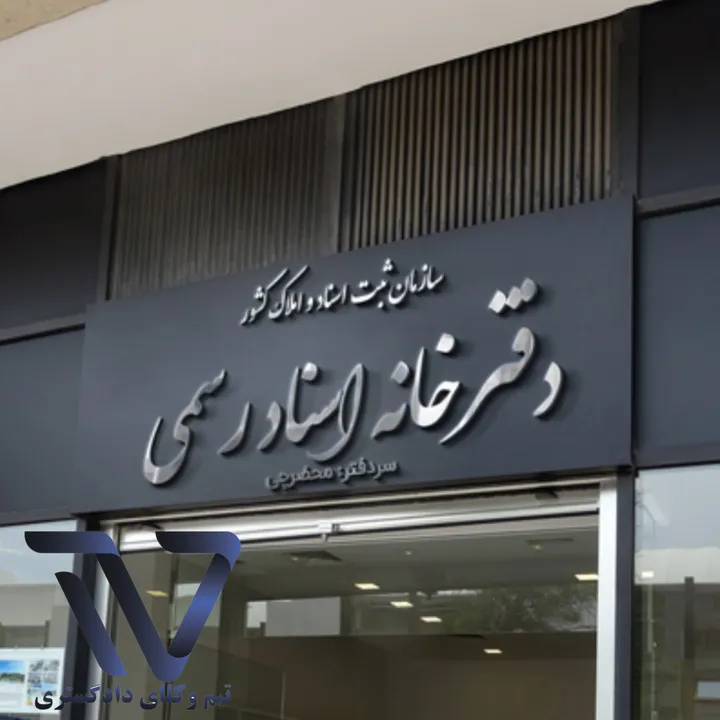 سازمان ثبت اسناد و املاک کشور
دفترخانه اسناد رسمی
سردفتر: محضرچی
تیم وکلای دادگستری